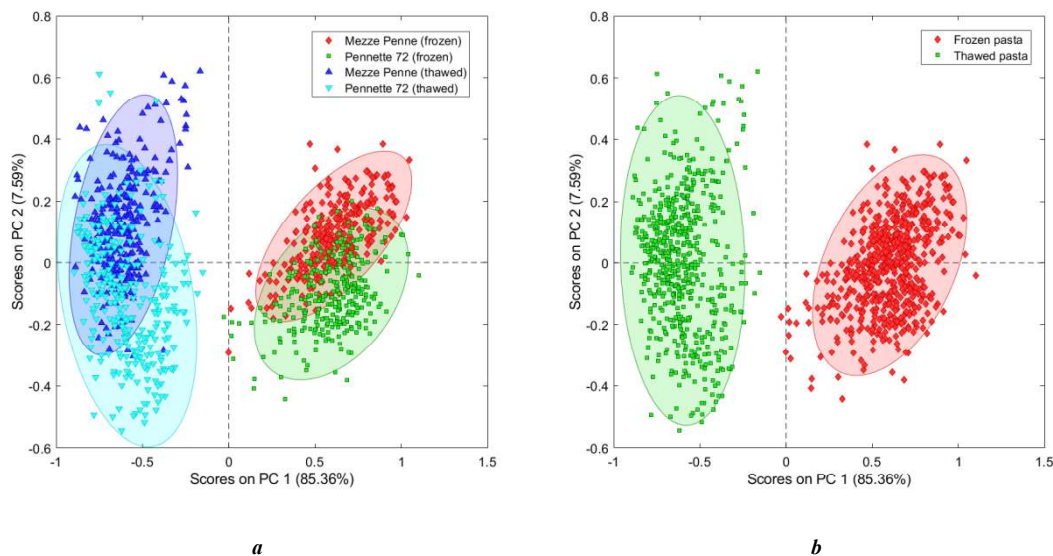 0.8
0.6
0.4
0.2
0
-0.2
-0.4
-0.6
-1
-0.5
0
0.5
1
1.5
Scores on PC 2 (7.59%)
Scores on PC 1 (85.36%)
Mezze Penne (frozen)
Pennette 72 (frozen)
Mezze Penne (thawed)
Pennette 72 (thawed)
a
0.8
0.6
0.4
0.2
0
-0.2
-0.4
-0.6
-1
-0.5
0
0.5
1
1.5
Scores on PC 2 (7.59%)
Scores on PC 1 (85.36%)
Frozen pasta
Thawed pasta
b